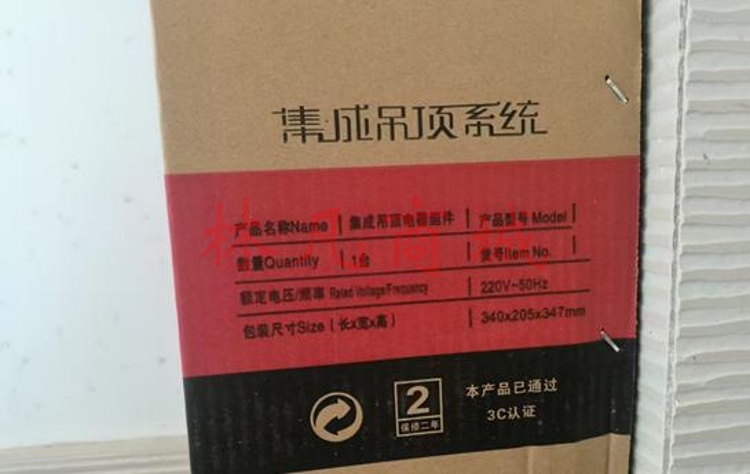 集成吊顶系统
产品名称Name 集成吊顶电器组件 产品型号 Model
数量Quantity 1台 货号Item No.
额定电压/频率 Rated Voltage/Frequency 220V~50Hz
包装尺寸Size (长x宽x高) 340x205x347mm
2
保修二年
本产品已通过
3C认证